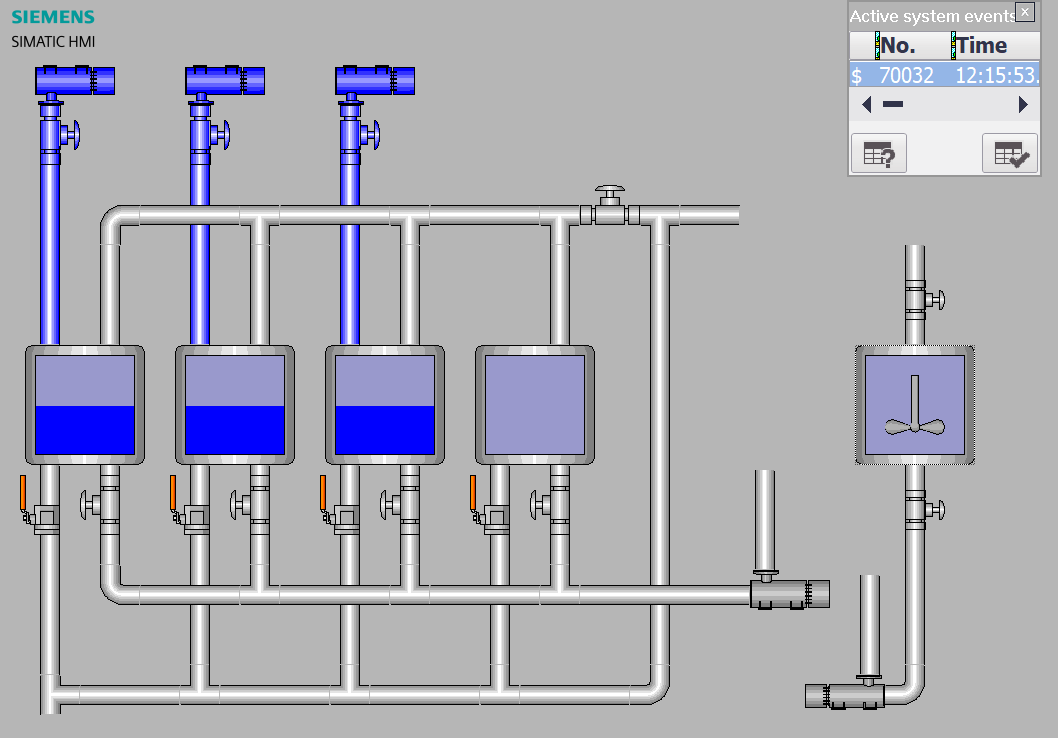 SIEMENS
SIMATIC HMI
Active system events
No. Time
$ 70032 12:15:53.
?